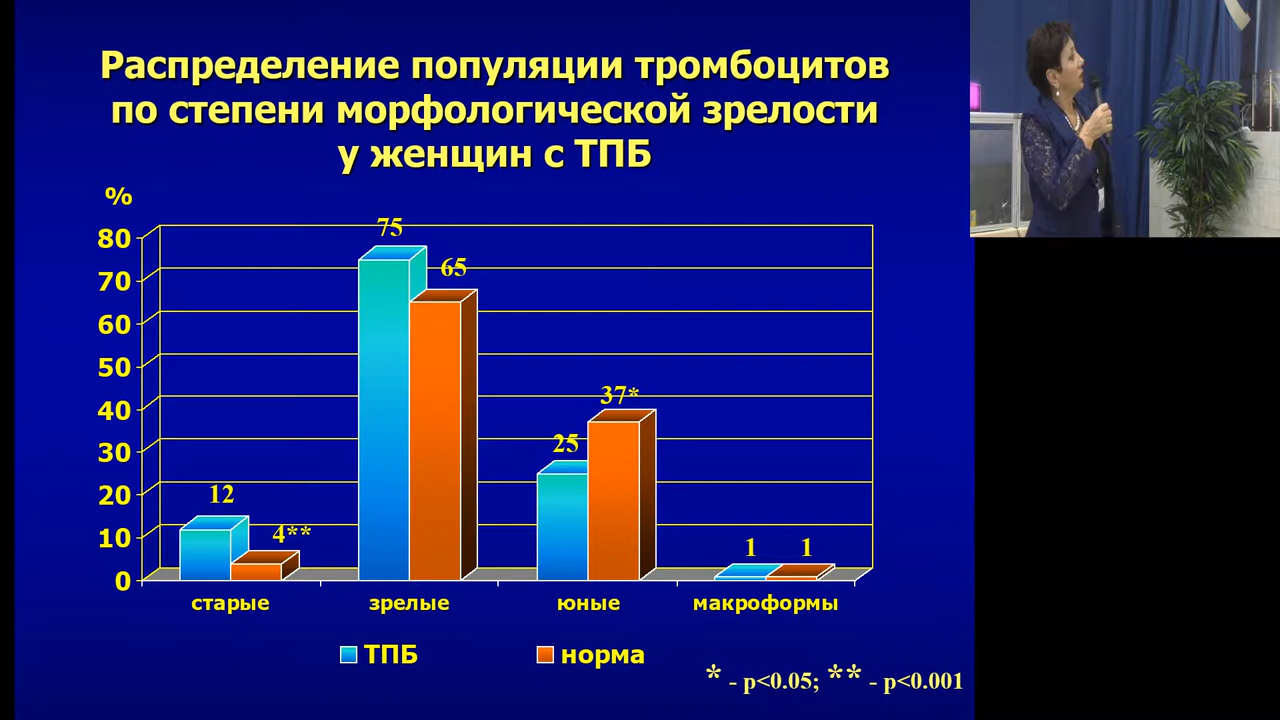 Распределение популяции тромбоцитов
по степени морфологической зрелости
у женщин с ТПБ
%
80
70
60
50
40
30
20
10
0
75
65
37*
25
12
4**
1
1
старые
зрелые
юные
макроформы
ТПБ
норма
* - p<0.05; ** - p<0.001